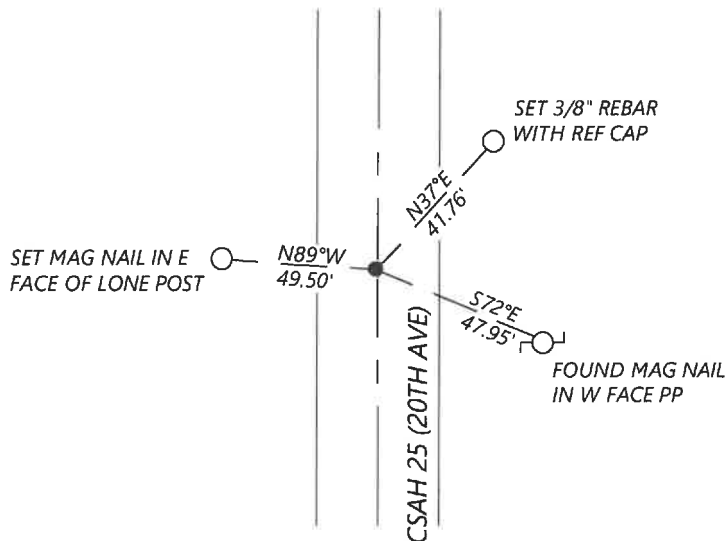 SET 3/8" REBAR
WITH REF CAP
N37°E
41.76'
SET MAG NAIL IN E
FACE OF LONE POST
N89°W
49.50'
S72°E
47.95'
FOUND MAG NAIL
IN W FACE PP
CSAH 25 (20TH AVE)